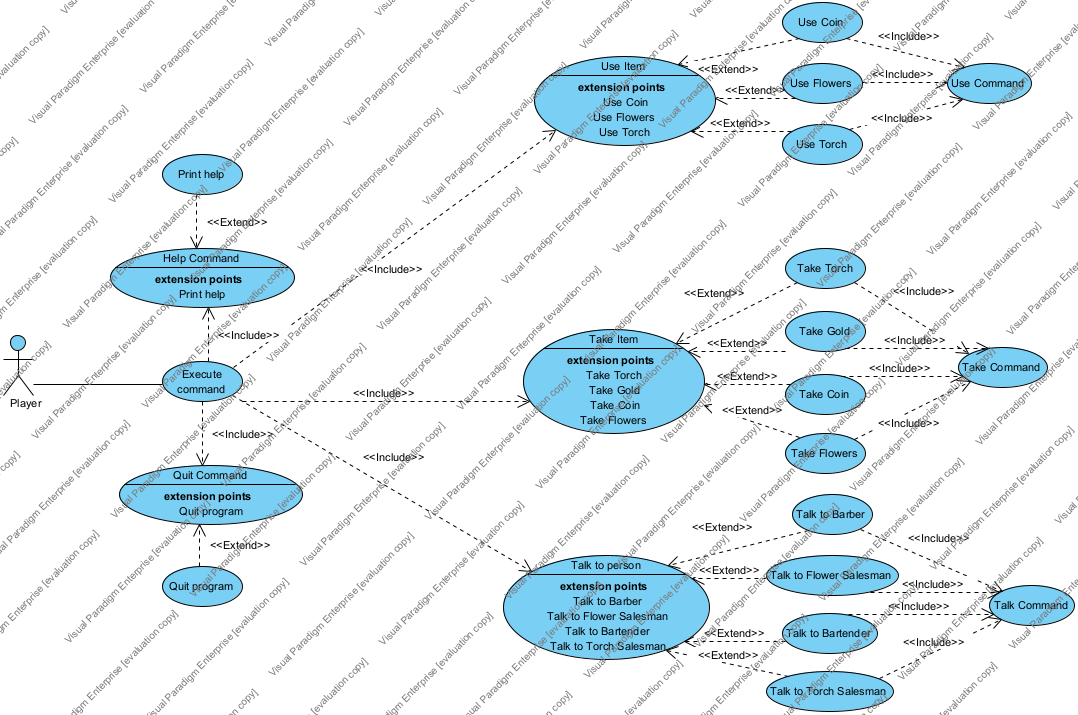 Use Coin
<<Include>>
Use Item
<<Extend>>
extension points
Use Coin
Use Flowers
Use Torch
Use Flowers
<<Include>>
Use Command
<<Extend>>
<<Include>>
<<Extend>>
Use Torch
Print help
<<Extend>>
Help Command
extension points
Print help
<<Include>>
<<Include>>
Take Torch
<<Extend>>
<<Include>>
Take Item
extension points
Take Torch
Take Gold
Take Coin
Take Flowers
Take Gold
<<Extend>>
<<Include>>
Take Command
<<Extend>>
<<Include>>
Take Coin
<<Extend>>
<<Include>>
Take Flowers
Player
Execute
command
<<Include>>
<<Include>>
<<Include>>
Quit Command
extension points
Quit program
<<Extend>>
Quit program
Talk to Barber
<<Extend>>
<<Include>>
Talk to person
extension points
Talk to Barber
Talk to Flower Salesman
Talk to Bartender
Talk to Torch Salesman
<<Extend>>
Talk to Flower Salesman
<<Include>>
Talk Command
<<Include>>
<<Extend>>
Talk to Bartender
<<Include>>
<<Extend>>
Talk to Torch Salesman
Visual Paradigm Enterprise [evaluation copy]